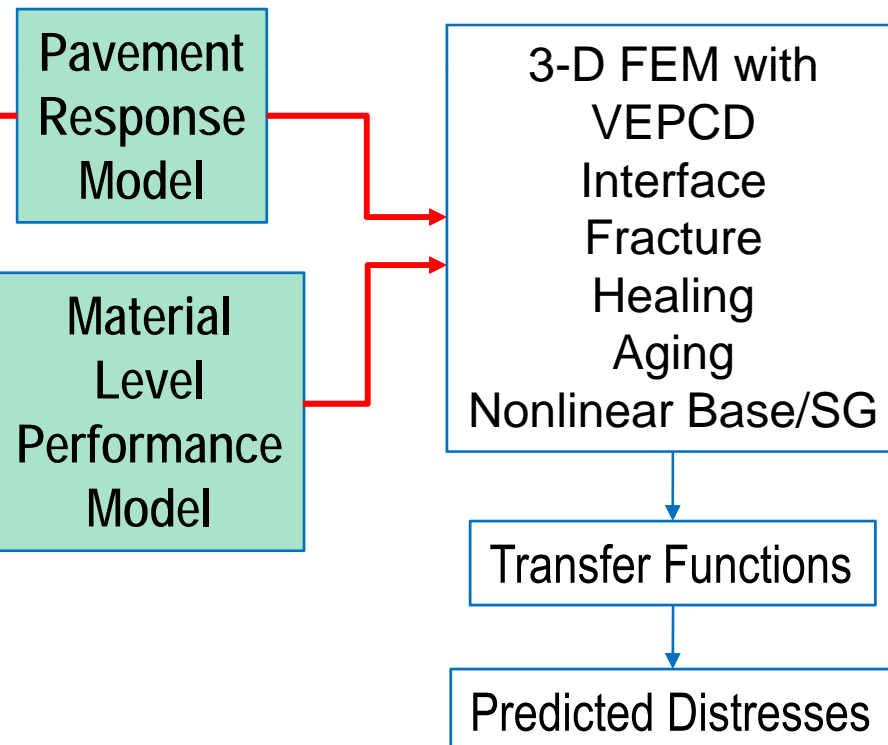 Pavement
Response
Model
Material
Level
Performance
Model
3-D FEM with
VEPCD
Interface
Fracture
Healing
Aging
Nonlinear Base/SG
Transfer Functions
Predicted Distresses